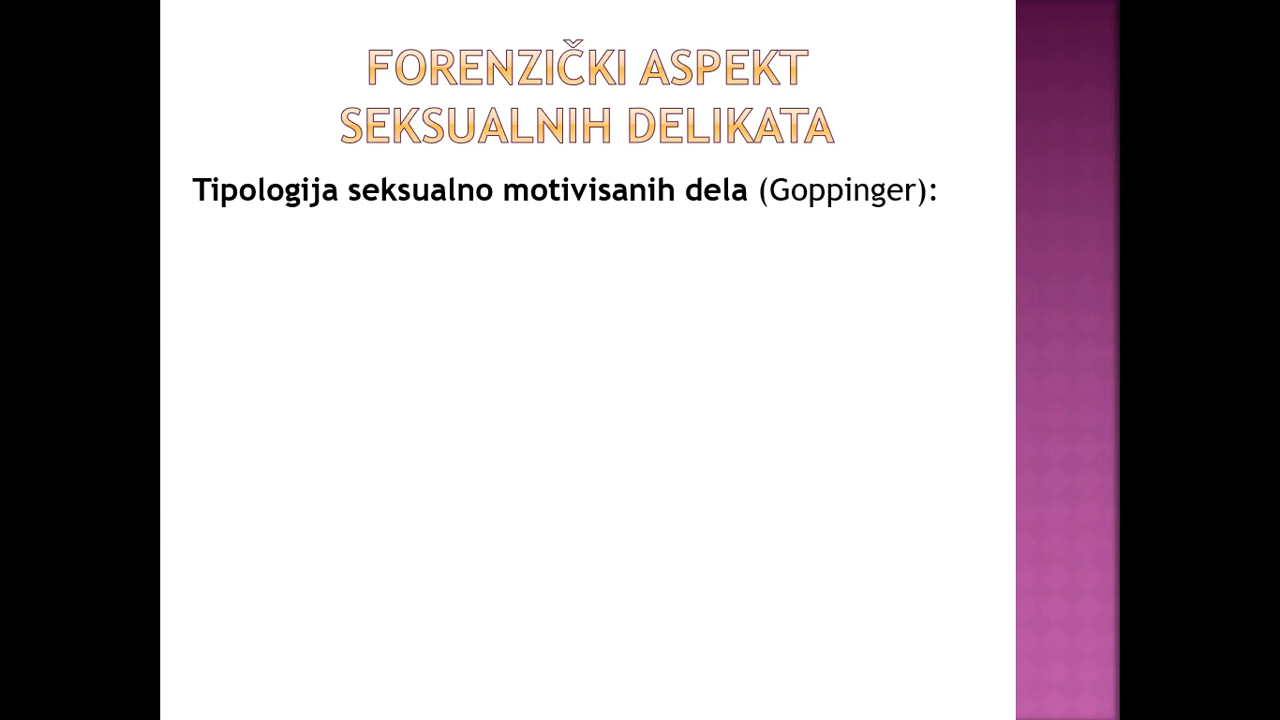 FORENZIČKI ASPEKT
SEKSUALNIH DELIKATA
Tipologija seksualno motivisanih dela (Goppinger):